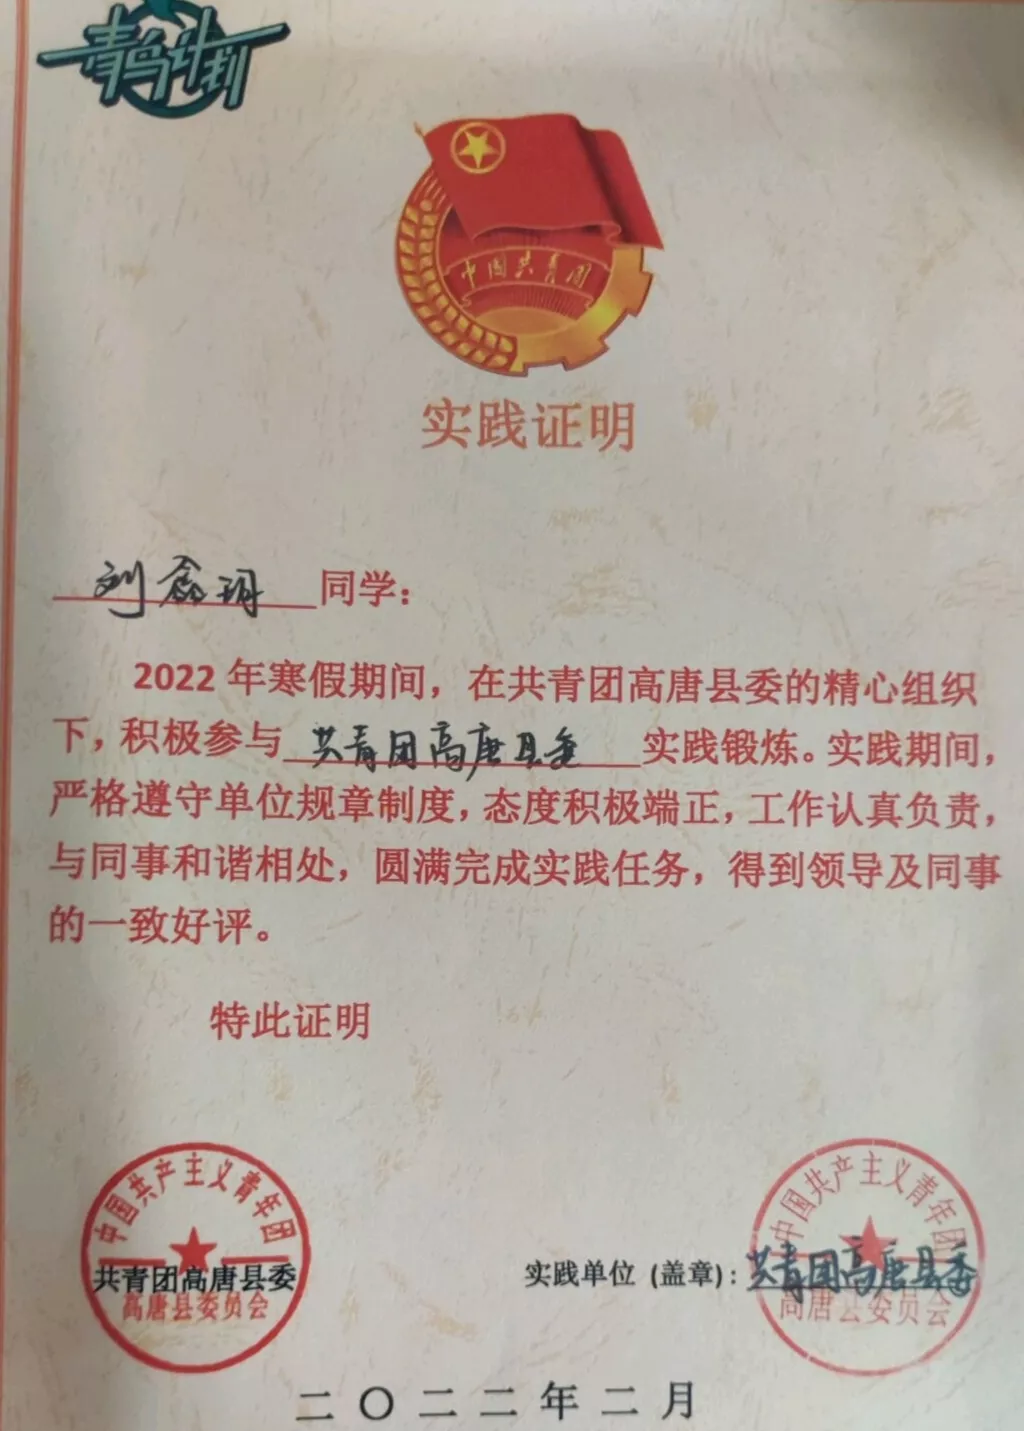 青鸟计划
中国共青团
实践证明
刘鑫玥 同学：
2022年寒假期间，在共青团高唐县委的精心组织
下，积极参与 共青团高唐县委 实践锻炼。实践期间，
严格遵守单位规章制度，态度积极端正，工作认真负责，
与同事和谐相处，圆满完成实践任务，得到领导及同事
的一致好评。
特此证明
中国共产主义青年团
共青团高唐县委
高唐县委员会
中国共产主义青年团
实践单位（盖章）：共青团高唐县委
高唐县委员会
二〇二二年二月